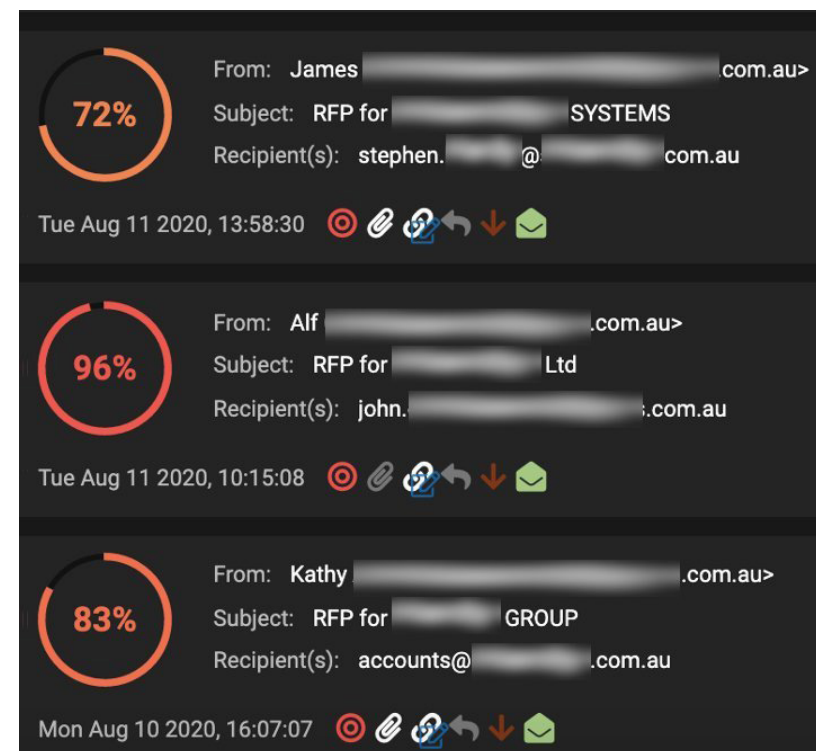 72%
From: James .com.au>
Subject: RFP for SYSTEMS
Recipient(s): stephen. @ com.au
Tue Aug 11 2020, 13:58:30
96%
From: Alf .com.au>
Subject: RFP for Ltd
Recipient(s): john. .com.au
Tue Aug 11 2020, 10:15:08
83%
From: Kathy .com.au>
Subject: RFP for GROUP
Recipient(s): accounts@ .com.au
Mon Aug 10 2020, 16:07:07